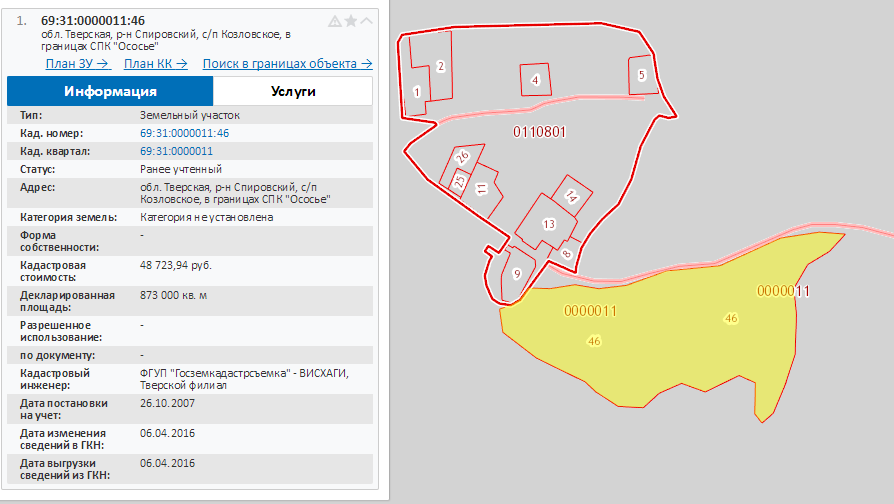 1. 69:31:0000011:46
обл. Тверская, р-н Спировский, с/п Козловское, в
границах СПК "Ососье"
План ЗУ → План КК → Поиск в границах объекта →
Информация Услуги
Тип: Земельный участок
Кад. номер: 69:31:0000011:46
Кад. квартал: 69:31:0000011
Статус: Ранее учтенный
Адрес: обл. Тверская, р-н Спировский, с/п
Козловское, в границах СПК "Ососье"
Категория земель: Категория не установлена
Форма
собственности: -
Кадастровая
стоимость: 48 723,94 руб.
Декларированная
площадь: 873 000 кв. м
Разрешенное
использование: -
по документу: -
Кадастровый
инженер: ФГУП "Госземкадастрсъемка" - ВИСХАГИ,
Тверской филиал
Дата постановки
на учет: 26.10.2007
Дата изменения
сведений в ГКН: 06.04.2016
Дата выгрузки
сведений из ГКН: 06.04.2016
2
1
4
5
0110801
26
25
11
14
13
8
9
0000011
0000011
46
46